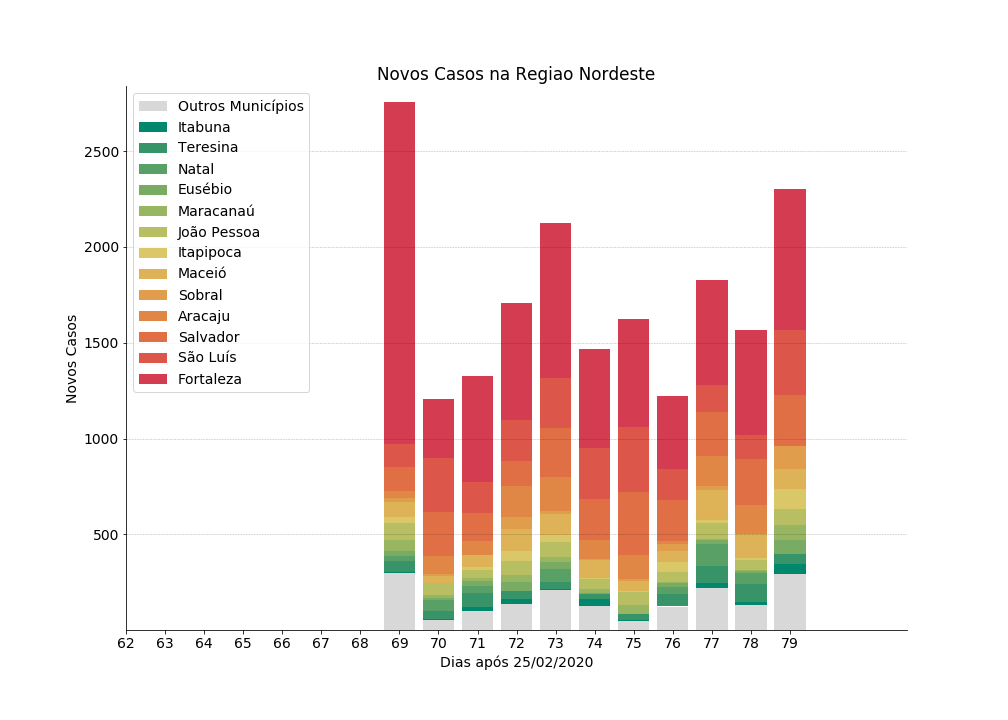 Novos Casos na Regiao Nordeste
Outros Municípios
Itabuna
Teresina
Natal
Eusébio
Maracanaú
João Pessoa
Itapipoca
Maceió
Sobral
Aracaju
Salvador
São Luís
Fortaleza
2500
2000
1500
1000
500
Novos Casos
62 63 64 65 66 67 68 69 70 71 72 73 74 75 76 77 78 79
Dias após 25/02/2020